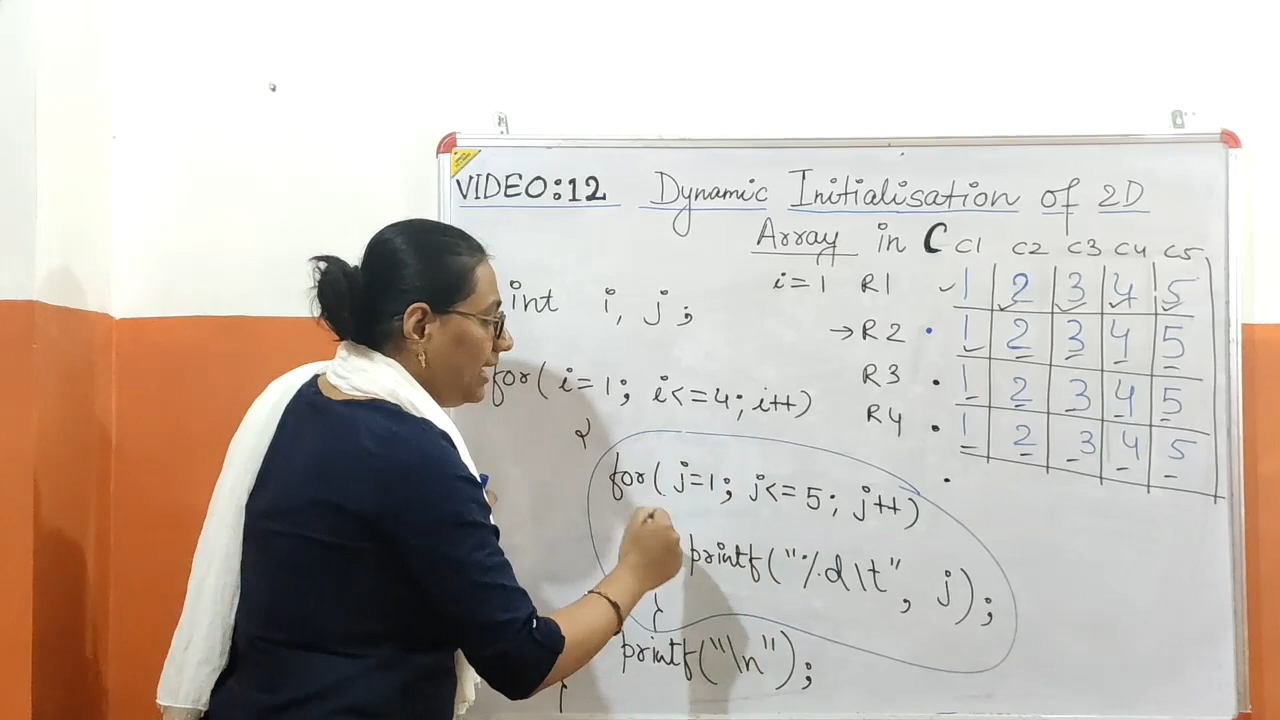 VIDEO:12 Dynamic Initialisation of 2D
Array in C
C1 C2 C3 C4 C5
i=1 R1 1 2 3 4 5
→R2 1 2 3 4 5
R3 1 2 3 4 5
R4 1 2 3 4 5
int i, j;
for( i=1; i<=4; i++)
{
for( j=1; j<=5; j++)
printf("%d\t", j);
}
printf("\n");
}